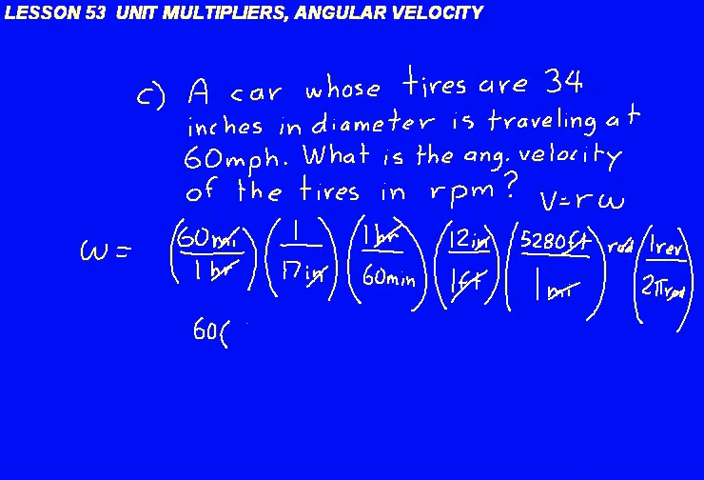 LESSON 53 UNIT MULTIPLIERS, ANGULAR VELOCITY
c) A car whose tires are 34
inches in diameter is traveling at
60mph. What is the ang. velocity
of the tires in rpm? V=rω
ω = (60mi/1hr)(1/17in)(1hr/60min)(12in/1ft)(5280ft/1mi) rad (1rev/2πrad)
60(